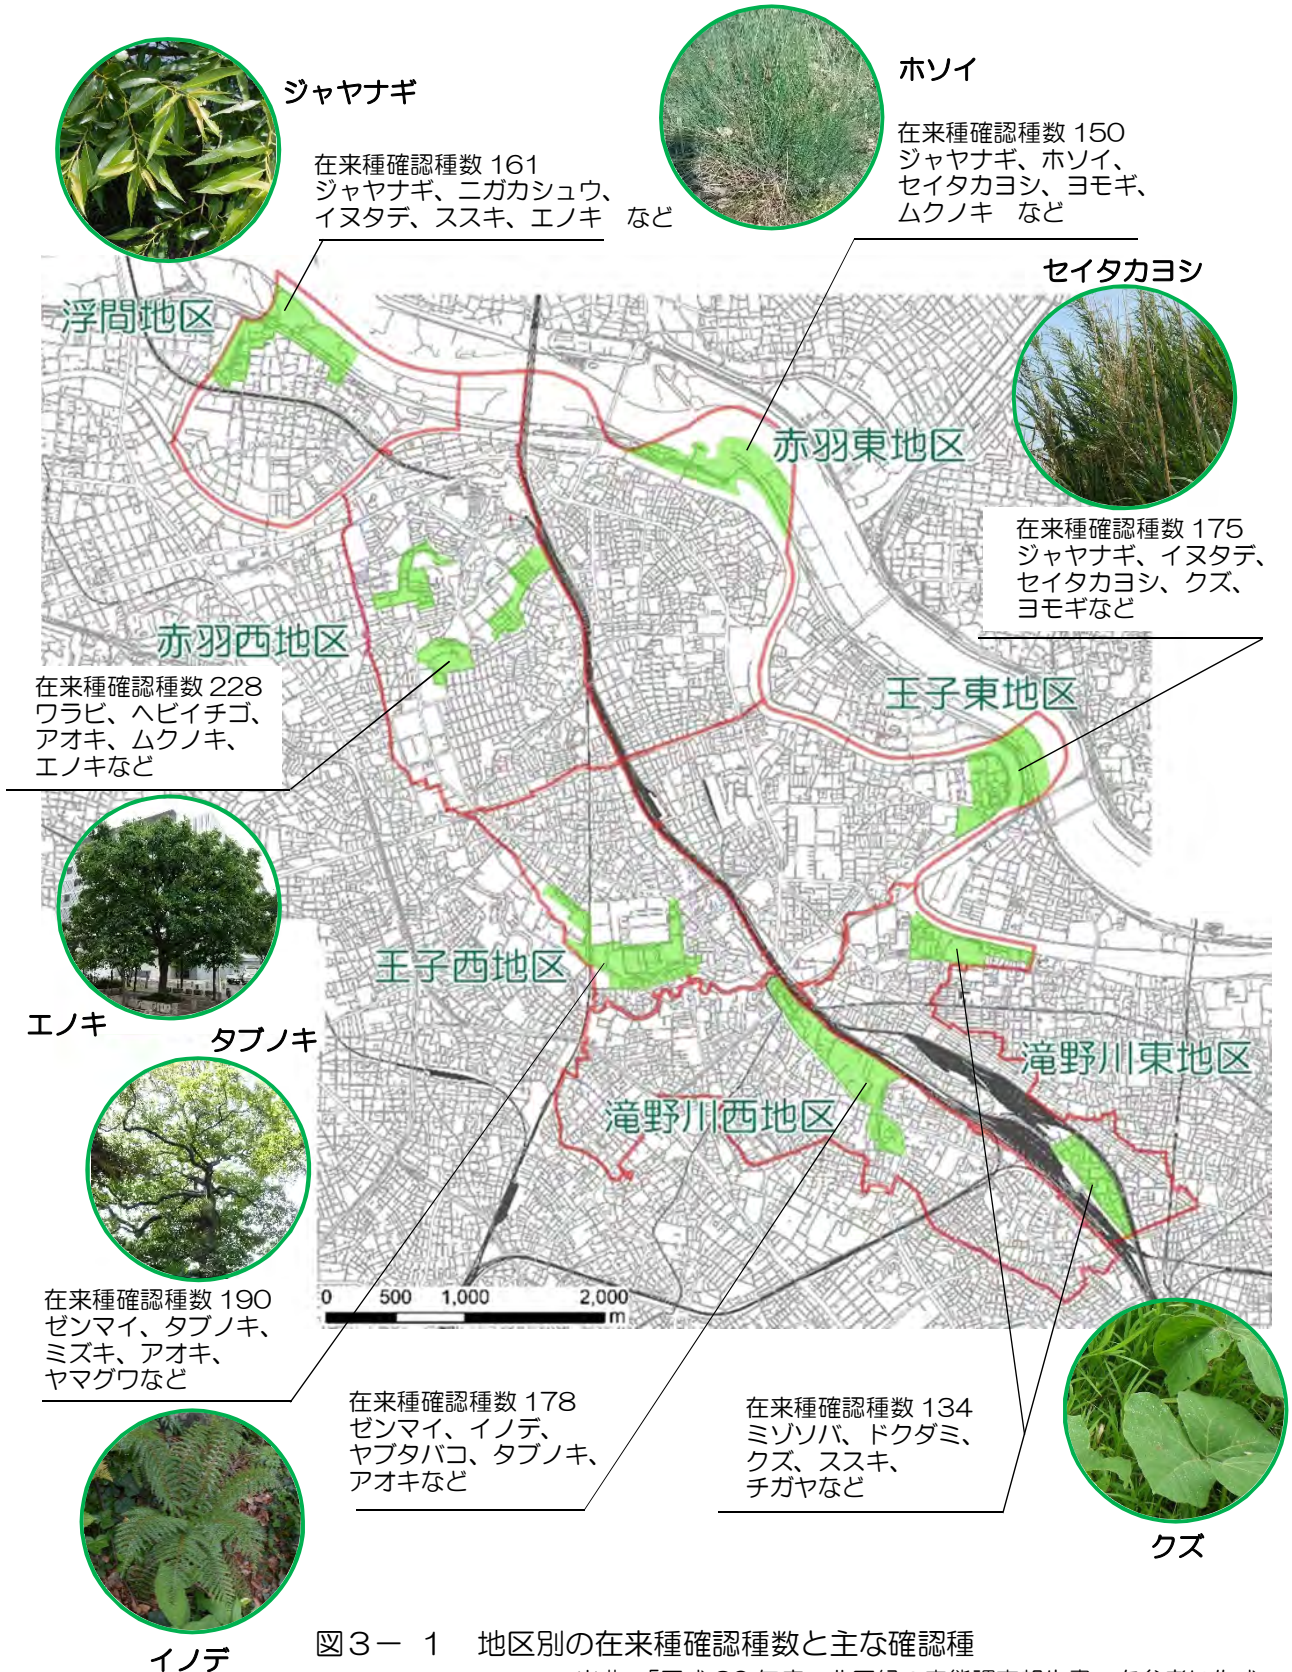 ジャヤナギ
在来種確認種数 161
ジャヤナギ、ニガカシュウ、
イヌタデ、ススキ、エノキ　など
ホソイ
在来種確認種数 150
ジャヤナギ、ホソイ、
セイタカヨシ、ヨモギ、
ムクノキ　など
セイタカヨシ
浮間地区
赤羽東地区
在来種確認種数 175
ジャヤナギ、イヌタデ、
セイタカヨシ、クズ、
ヨモギなど
赤羽西地区
在来種確認種数 228
ワラビ、ヘビイチゴ、
アオキ、ムクノキ、
エノキなど
王子東地区
王子西地区
エノキ
タブノキ
滝野川東地区
滝野川西地区
0 500 1,000 2,000
m
在来種確認種数 190
ゼンマイ、タブノキ、
ミズキ、アオキ、
ヤマグワなど
在来種確認種数 178
ゼンマイ、イノデ、
ヤブタバコ、タブノキ、
アオキなど
在来種確認種数 134
ミゾソバ、ドクダミ、
クズ、ススキ、
チガヤなど
クズ
イノデ
図３－ １　地区別の在来種確認種数と主な確認種